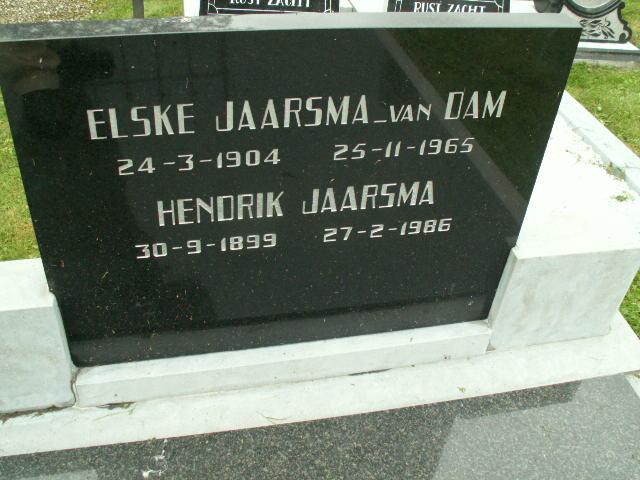 RUST ZACHT
RUST ZACHT
ELSKE JAARSMA - VAN DAM
24-3-1904 25-11-1965
HENDRIK JAARSMA
30-9-1899 27-2-1986